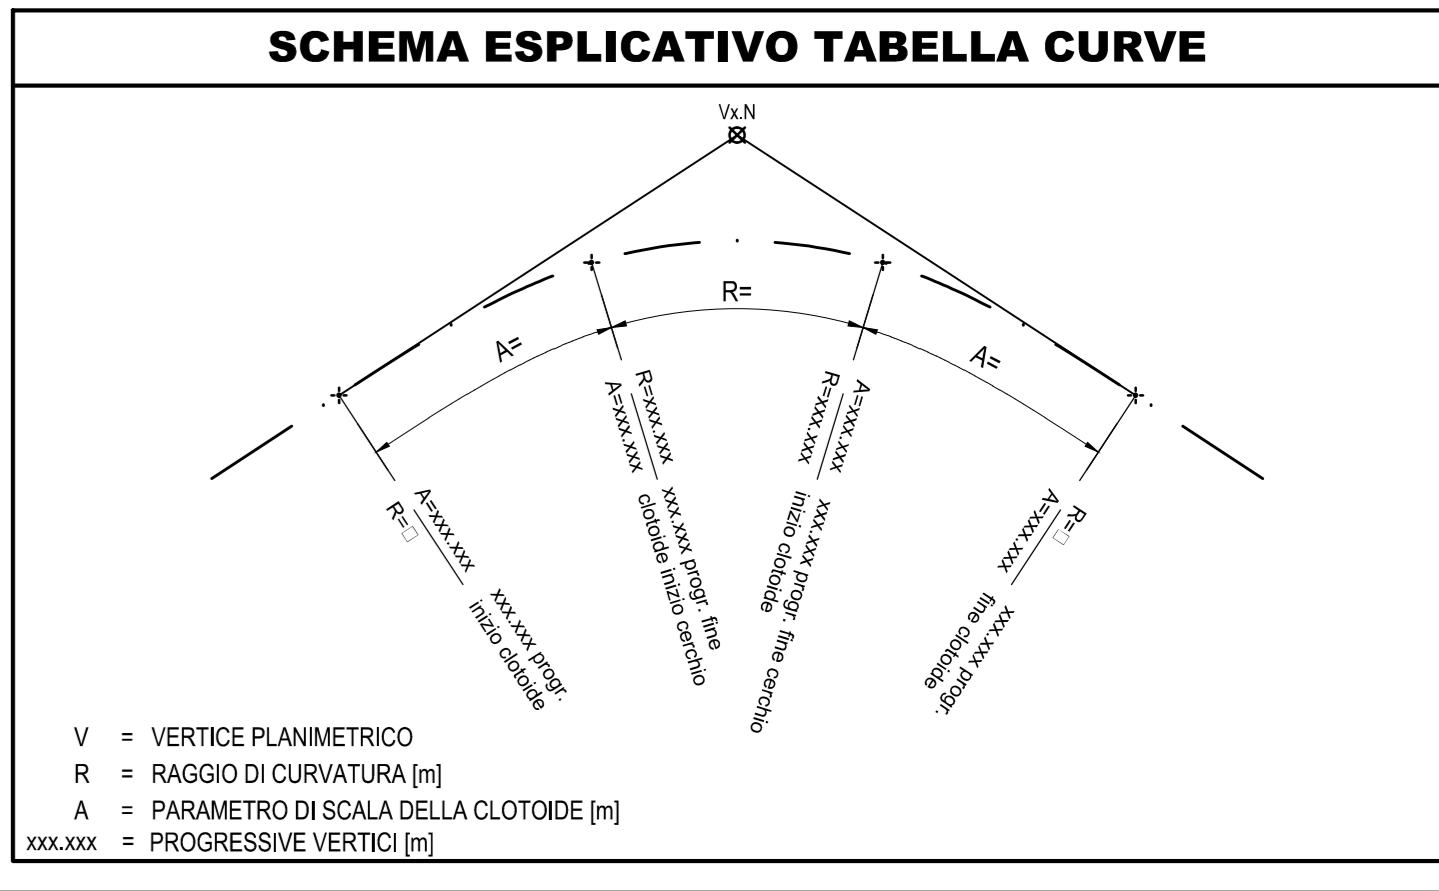 SCHEMA ESPLICATIVO TABELLA CURVE
Vx.N
R=
A=
A=
A=xxx.xxx
R=□
xxx.xxx progr.
inizio clotoide
R=xxx.xxx
A=xxx.xxx
xxx.xxx progr. fine
clotoide inizio cerchio
A=xxx.xxx
R=xxx.xxx
xxx.xxx progr. fine cerchio
inizio clotoide
R=□
A=xxx.xxx
xxx.xxx progr.
fine clotoide
V = VERTICE PLANIMETRICO
R = RAGGIO DI CURVATURA [m]
A = PARAMETRO DI SCALA DELLA CLOTOIDE [m]
xxx.xxx = PROGRESSIVE VERTICI [m]